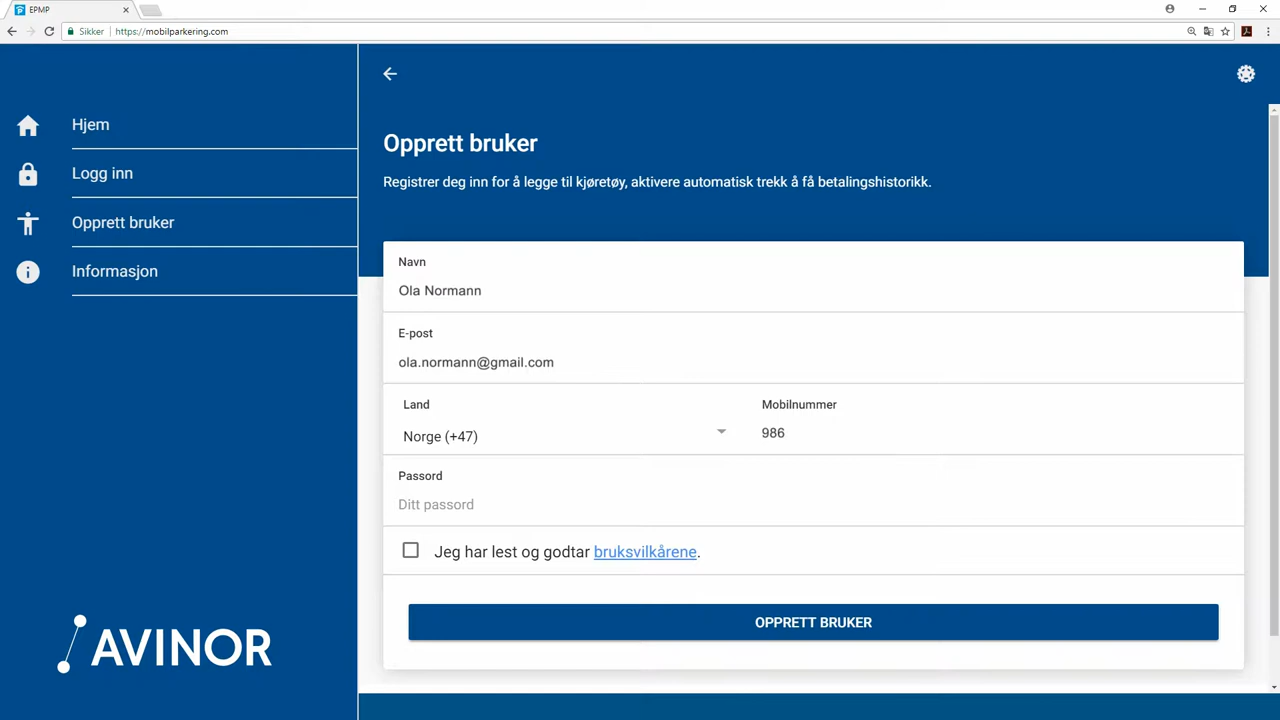 EPMP
Sikker
https://mobilparkering.com
Hjem
Logg inn
Opprett bruker
Informasjon
AVINOR
Opprett bruker
Registrer deg inn for å legge til kjøretøy, aktivere automatisk trekk å få betalingshistorikk.
Navn
Ola Normann
E-post
ola.normann@gmail.com
Land
Norge (+47)
Mobilnummer
986
Passord
Ditt passord
Jeg har lest og godtar bruksvilkårene.
OPPRETT BRUKER